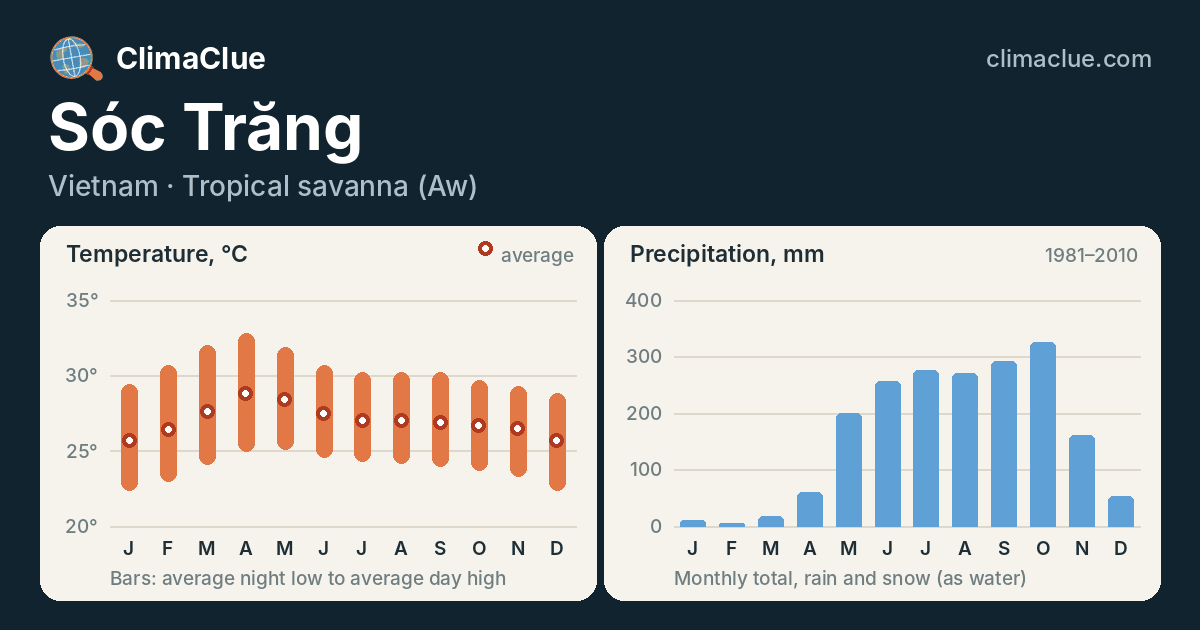 ClimaClue
climaclue.com
Sóc Trăng
Vietnam · Tropical savanna (Aw)
Temperature, °C
average
35°
30°
25°
20°
J F M A M J J A S O N D
Bars: average night low to average day high
Precipitation, mm
1981–2010
400
300
200
100
0
J F M A M J J A S O N D
Monthly total, rain and snow (as water)